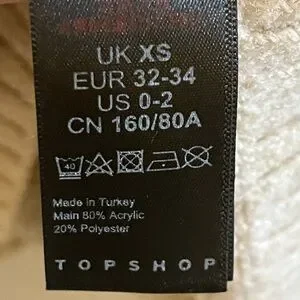 UK XS
EUR 32-34
US 0-2
CN 160/80A
40
Made in Turkey
Main 80% Acrylic
20% Polyester
TOPSHOP